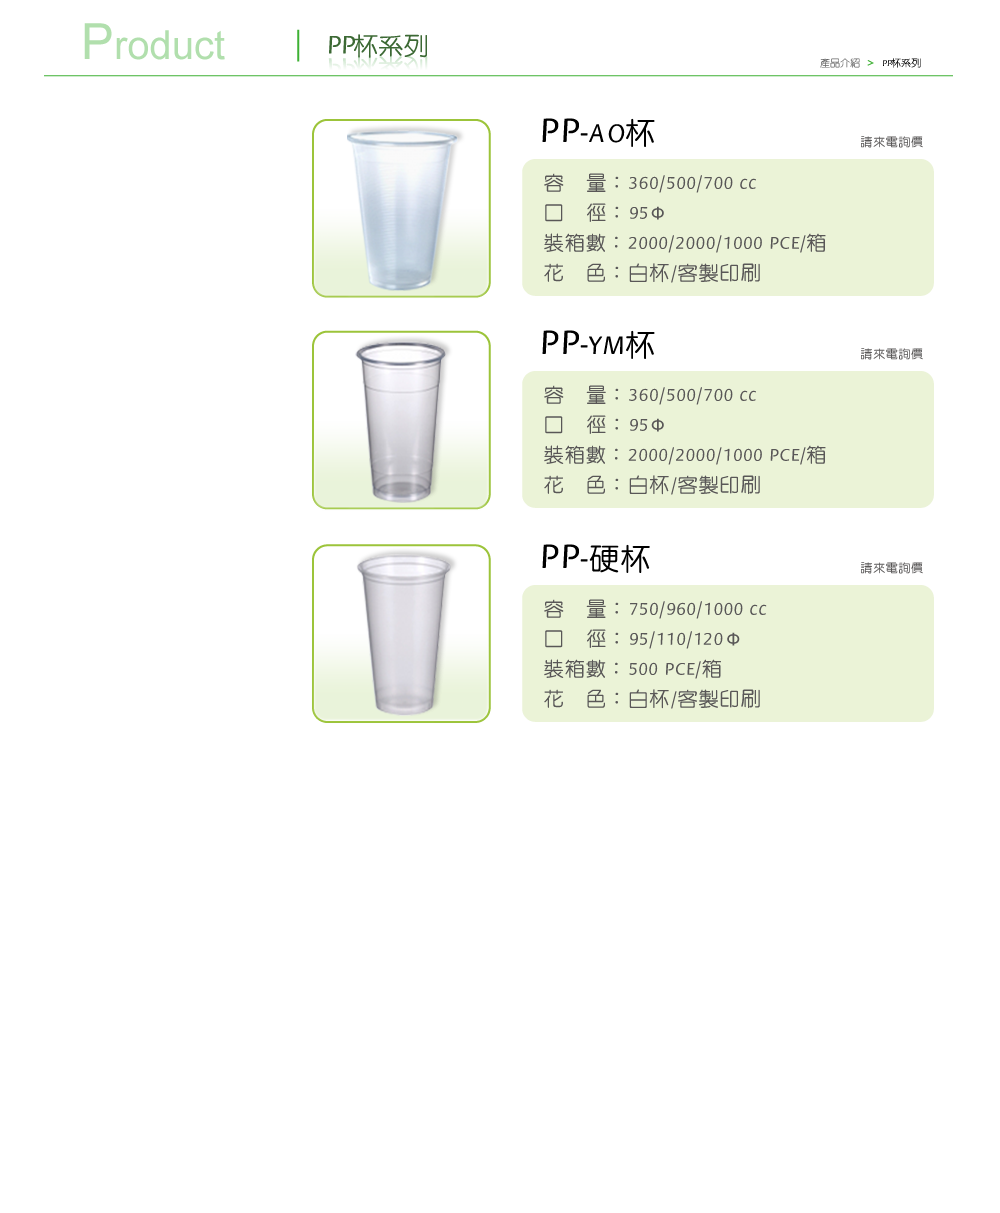 Product
PP杯系列
產品介紹 > PP杯系列
PP-AO杯
請來電詢價
容 量：360/500/700 cc
口 徑：95Φ
裝箱數：2000/2000/1000 PCE/箱
花 色：白杯/客製印刷
PP-YM杯
請來電詢價
容 量：360/500/700 cc
口 徑：95Φ
裝箱數：2000/2000/1000 PCE/箱
花 色：白杯/客製印刷
PP-硬杯
請來電詢價
容 量：750/960/1000 cc
口 徑：95/110/120Φ
裝箱數：500 PCE/箱
花 色：白杯/客製印刷